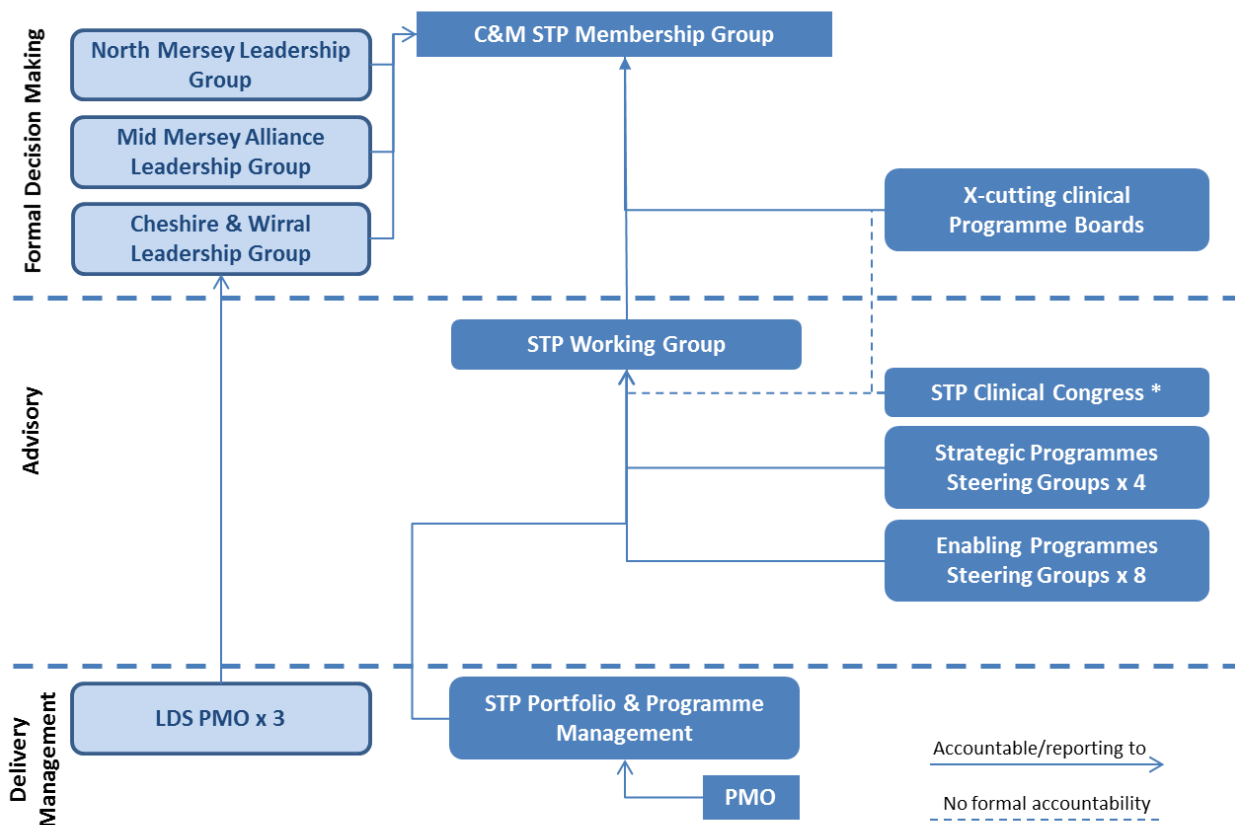 Formal Decision Making
North Mersey Leadership
Group
Mid Mersey Alliance
Leadership Group
Cheshire & Wirral
Leadership Group
C&M STP Membership Group
X-cutting clinical
Programme Boards
Advisory
STP Working Group
STP Clinical Congress *
Strategic Programmes
Steering Groups x 4
Enabling Programmes
Steering Groups x 8
Delivery
Management
LDS PMO x 3
STP Portfolio & Programme
Management
PMO
Accountable/reporting to
No formal accountability